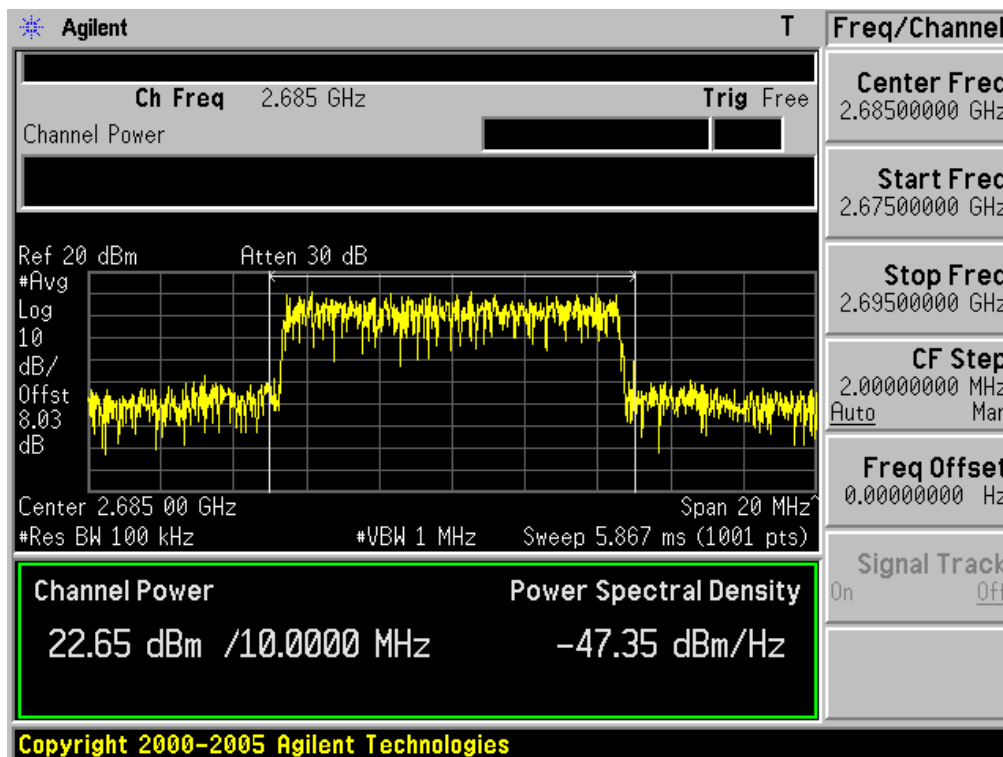 Agilent
T
Freq/Channel
Ch Freq 2.685 GHz
Trig Free
Channel Power
Center Freq
2.68500000 GHz
Start Freq
2.67500000 GHz
Stop Freq
2.69500000 GHz
CF Step
2.00000000 MHz
Auto Man
Freq Offset
0.00000000 Hz
Signal Track
On Off
Ref 20 dBm
Atten 30 dB
#Avg
Log
10
dB/
Offst
8.03
dB
Center 2.685 00 GHz
Span 20 MHz^
#Res BW 100 kHz
#VBW 1 MHz
Sweep 5.867 ms (1001 pts)
Channel Power
Power Spectral Density
22.65 dBm /10.0000 MHz
-47.35 dBm/Hz
Copyright 2000-2005 Agilent Technologies